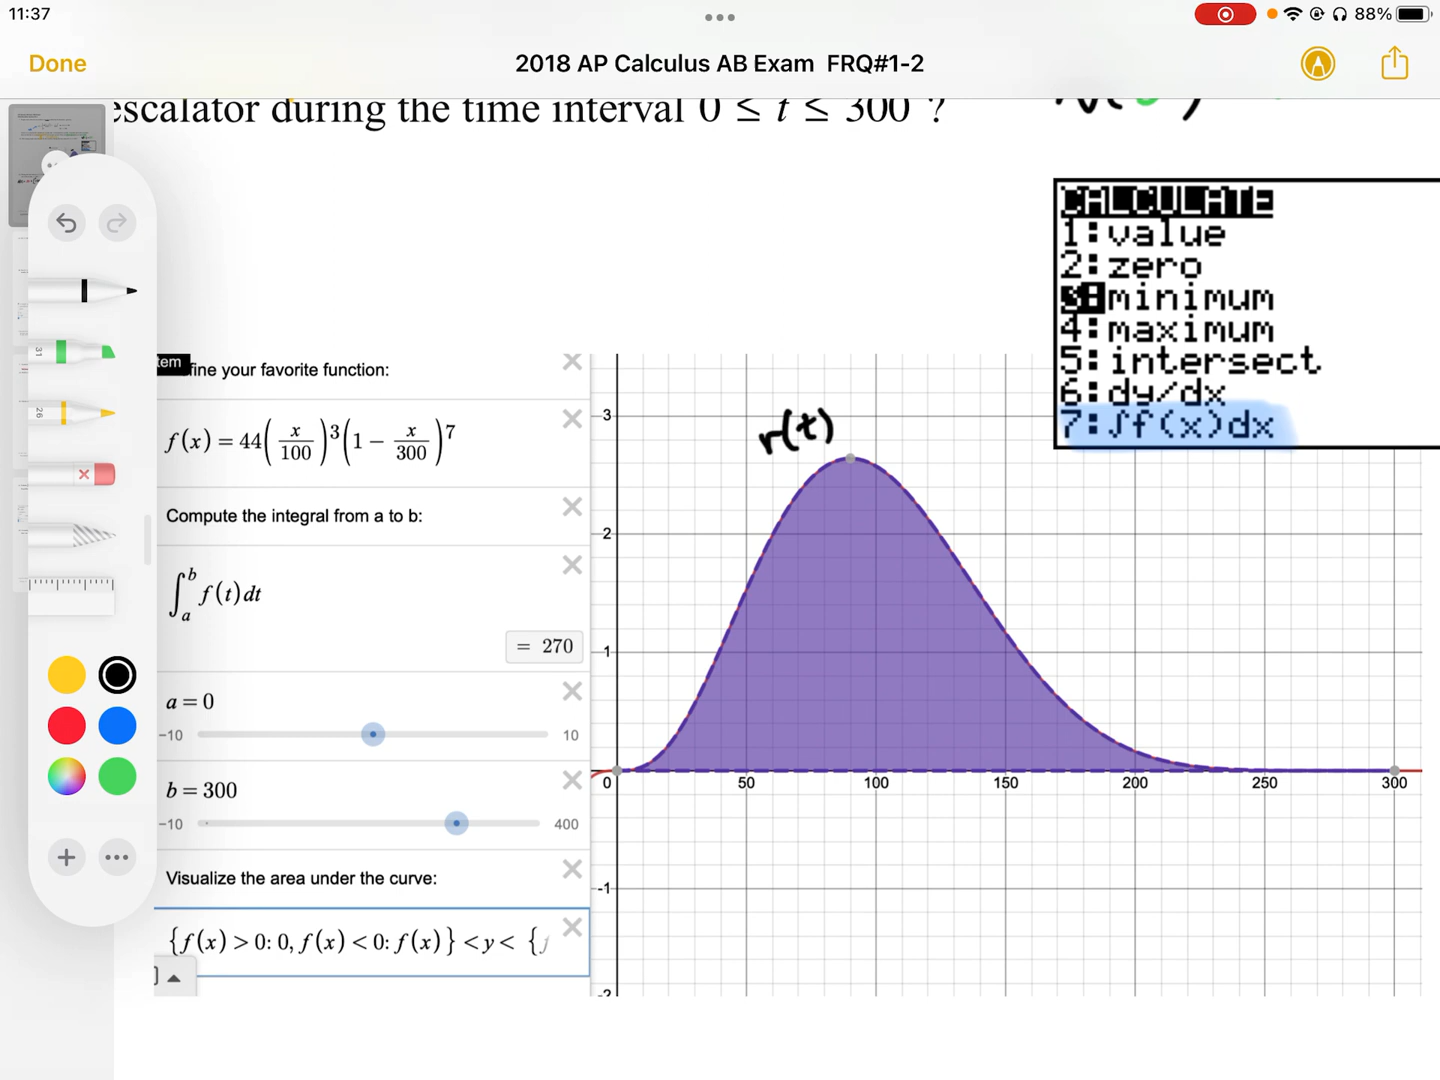 11:37
88%
Done
2018 AP Calculus AB Exam FRQ#1-2
escalator during the time interval 0 ≤ t ≤ 300 ?
CALCULATE
1:value
2:zero
3:minimum
4:maximum
5:intersect
6:dy/dx
7:∫f(x)dx
31
26
tem
fine your favorite function:
f(x) = 44(x/100)³(1 − x/300)⁷
Compute the integral from a to b:
∫_a^b f(t) dt
= 270
a = 0
−10
10
b = 300
−10
400
Visualize the area under the curve:
{f(x) > 0: 0, f(x) < 0: f(x)} < y < {f
r(t)
3
2
1
0 50 100 150 200 250 300
-1
-2